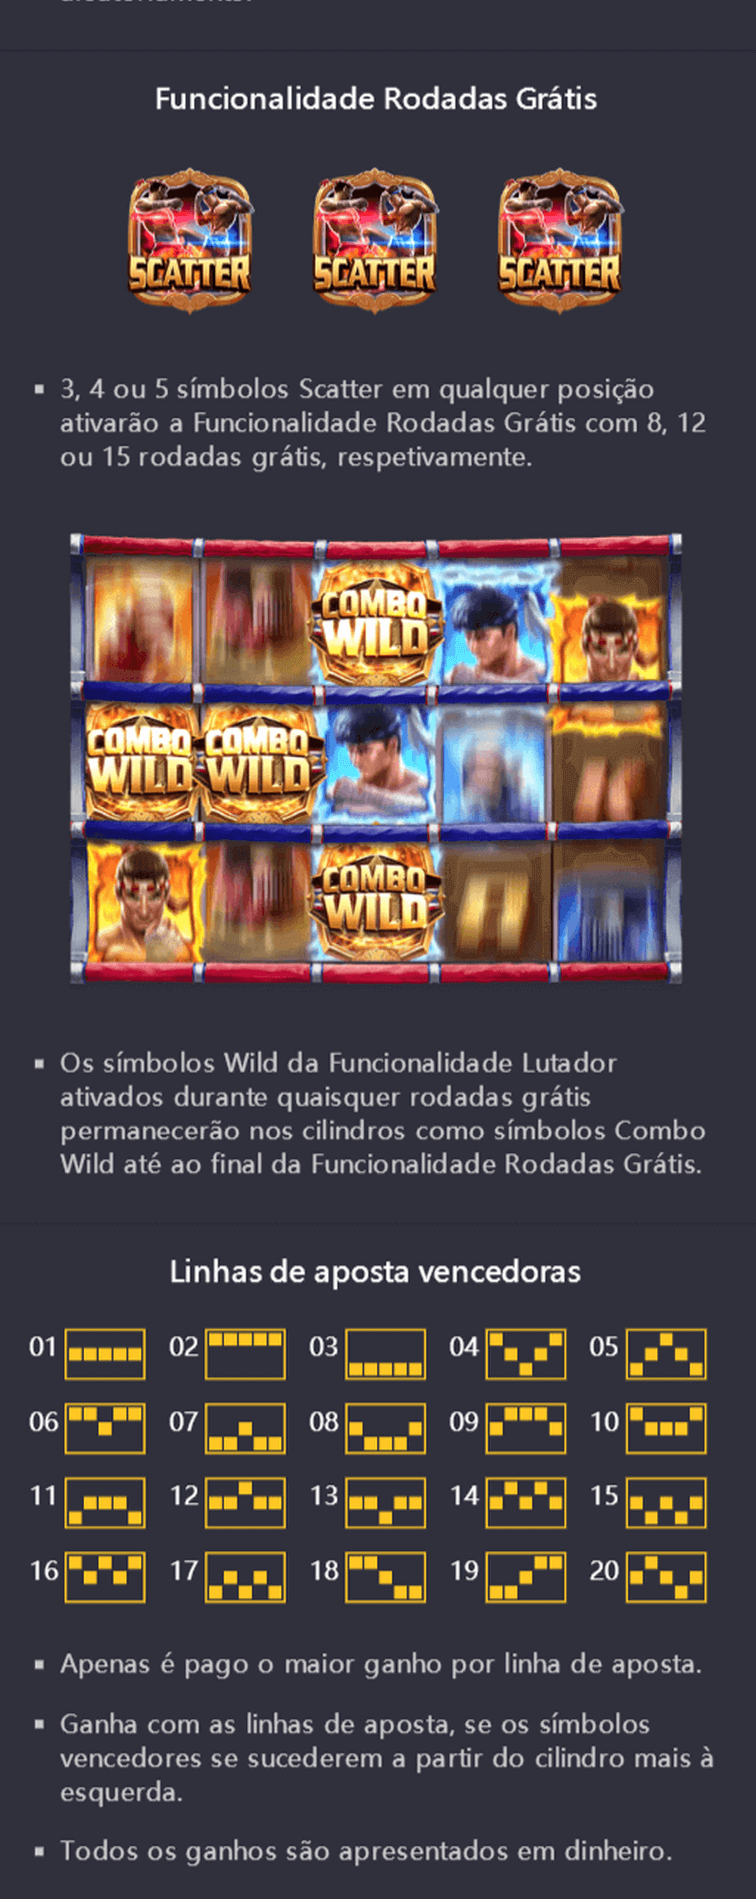 Funcionalidade Rodadas Grátis
SCATTER SCATTER SCATTER
▪ 3, 4 ou 5 símbolos Scatter em qualquer posição
ativarão a Funcionalidade Rodadas Grátis com 8, 12
ou 15 rodadas grátis, respetivamente.
COMBO
WILD
COMBO COMBO
WILD WILD
COMBO
WILD
▪ Os símbolos Wild da Funcionalidade Lutador
ativados durante quaisquer rodadas grátis
permanecerão nos cilindros como símbolos Combo
Wild até ao final da Funcionalidade Rodadas Grátis.
Linhas de aposta vencedoras
01 02 03 04 05
06 07 08 09 10
11 12 13 14 15
16 17 18 19 20
▪ Apenas é pago o maior ganho por linha de aposta.
▪ Ganha com as linhas de aposta, se os símbolos
vencedores se sucederem a partir do cilindro mais à
esquerda.
▪ Todos os ganhos são apresentados em dinheiro.